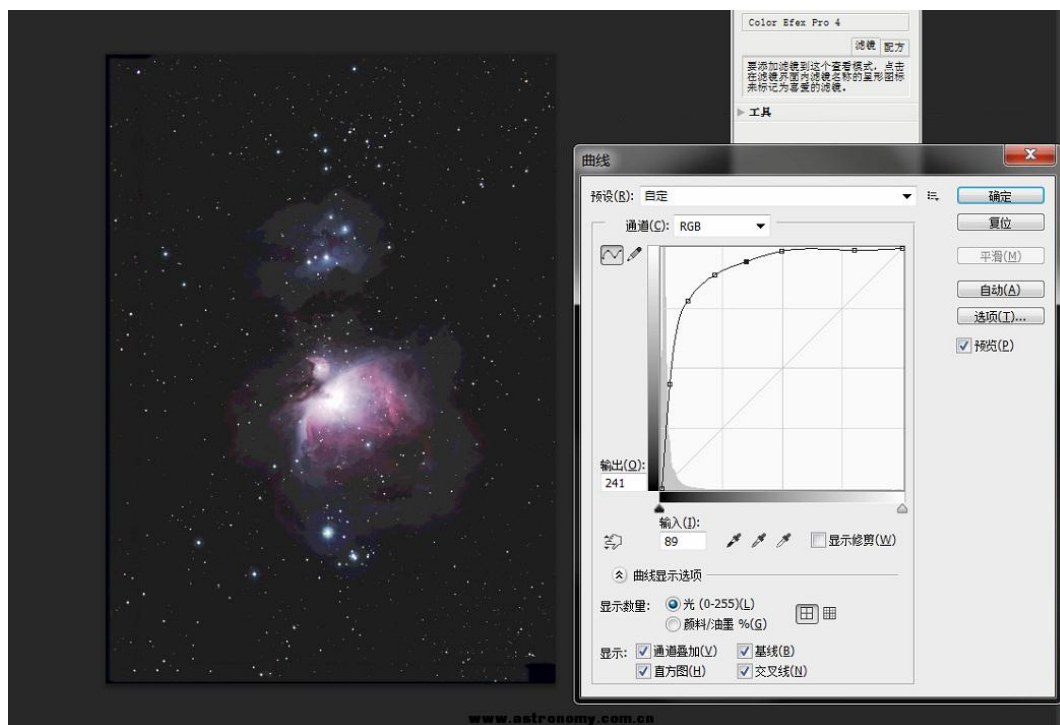 Color Efex Pro 4
滤镜 配方
要添加滤镜到这个查看模式，点击
在滤镜界面内滤镜名称的星形图标
来标记为喜爱的滤镜。
工具
曲线
预设(R): 自定
确定
通道(C): RGB
复位
平滑(M)
自动(A)
选项(T)...
预览(P)
输出(O):
241
输入(I):
89
显示修剪(W)
曲线显示选项
显示数量: 光 (0-255)(L)
颜料/油墨 %(G)
显示: 通道叠加(V) 基线(B)
直方图(H) 交叉线(N)
www.astronomy.com.cn